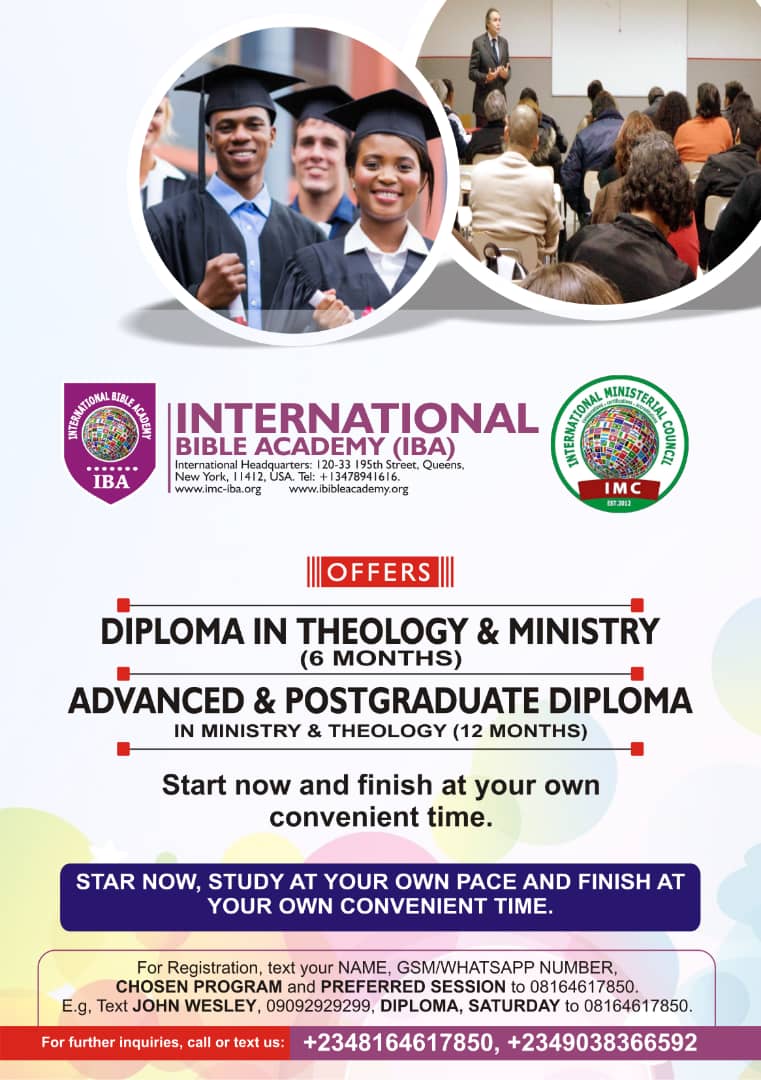 INTERNATIONAL BIBLE ACADEMY
IBA
INTERNATIONAL
BIBLE ACADEMY (IBA)
International Headquarters: 120-33 195th Street, Queens,
New York, 11412, USA. Tel: +13478941616.
www.imc-iba.org www.ibibleacademy.org
INTERNATIONAL MINISTERIAL COUNCIL
IMC
EST.2012
OFFERS
DIPLOMA IN THEOLOGY & MINISTRY
(6 MONTHS)
ADVANCED & POSTGRADUATE DIPLOMA
IN MINISTRY & THEOLOGY (12 MONTHS)
Start now and finish at your own
convenient time.
STAR NOW, STUDY AT YOUR OWN PACE AND FINISH AT
YOUR OWN CONVENIENT TIME.
For Registration, text your NAME, GSM/WHATSAPP NUMBER,
CHOSEN PROGRAM and PREFERRED SESSION to 08164617850.
E.g, Text JOHN WESLEY, 09092929299, DIPLOMA, SATURDAY to 08164617850.
For further inquiries, call or text us: +2348164617850, +2349038366592